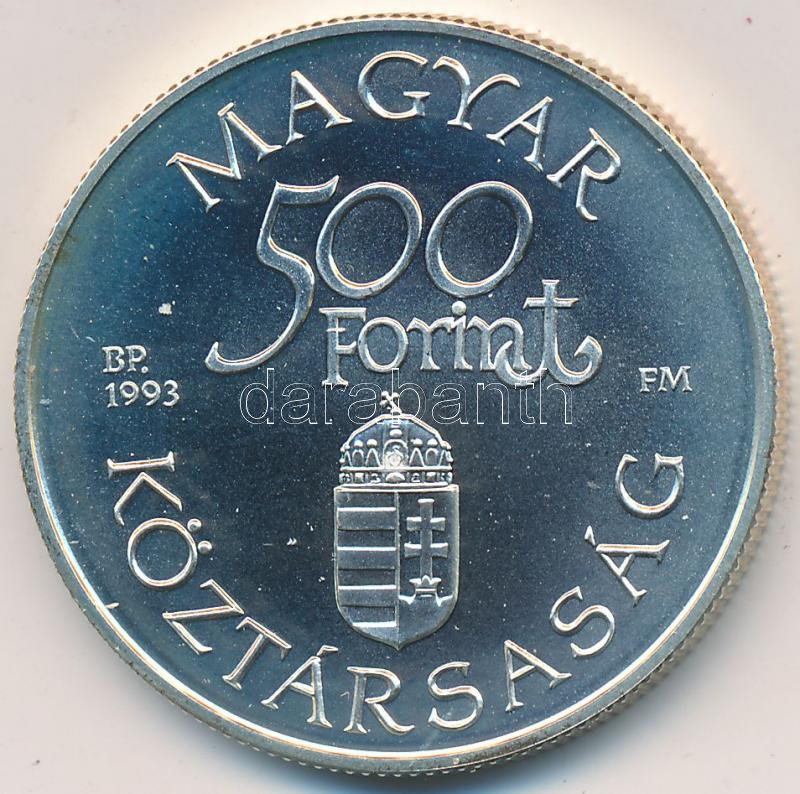 MAGYAR
500
Forint
BP.
1993
FM
darabanth
KÖZTÁRSASÁG